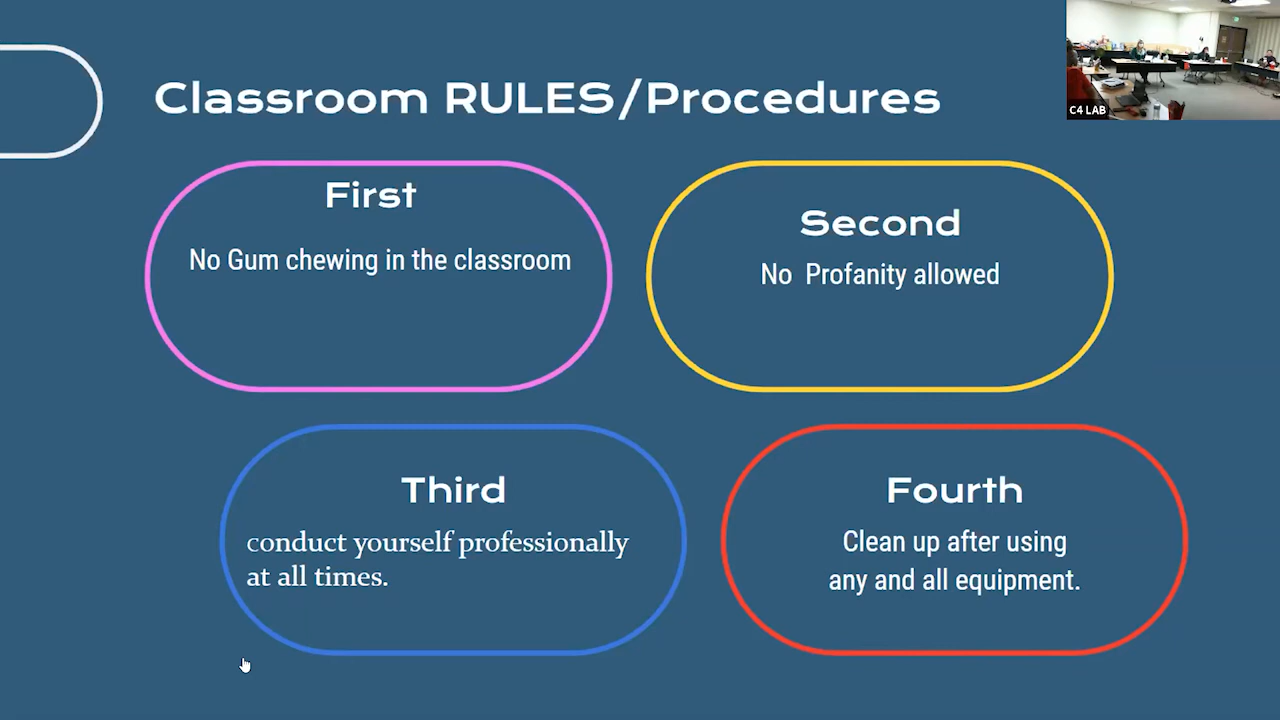 Classroom RULES/Procedures
C4 LAB
First
No Gum chewing in the classroom
Second
No Profanity allowed
Third
conduct yourself professionally
at all times.
Fourth
Clean up after using
any and all equipment.